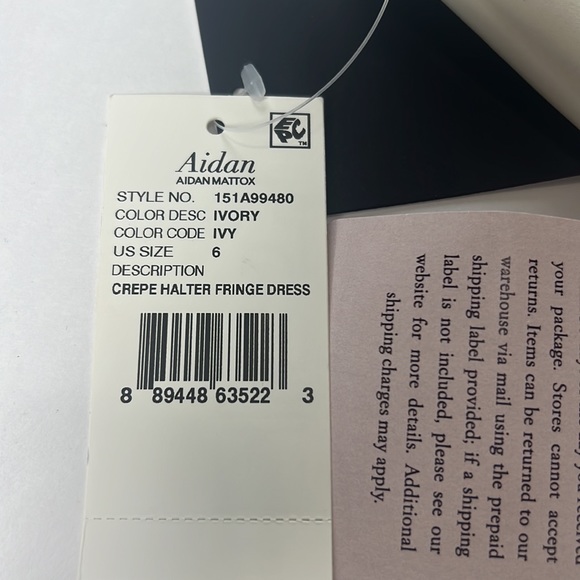 EPC
TM
Aidan
AIDAN MATTOX
STYLE NO. 151A99480
COLOR DESC IVORY
COLOR CODE IVY
US SIZE 6
DESCRIPTION
CREPE HALTER FRINGE DRESS
8 89448 63522 3
your package. Stores cannot accept
returns. Items can be returned to our
warehouse via mail using the prepaid
shipping label provided; if a shipping
label is not included, please see our
website for more details. Additional
shipping charges may apply.